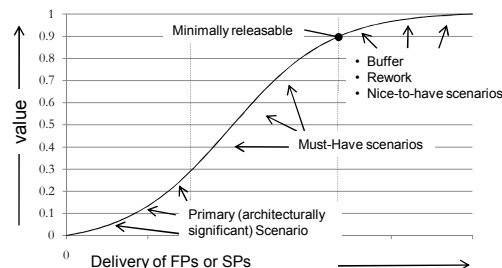 1
0.9
0.8
0.7
0.6
0.5
0.4
0.3
0.2
0.1
0
value
Minimally releasable
• Buffer
• Rework
• Nice-to-have scenarios
Must-Have scenarios
Primary (architecturally
significant) Scenario
0
Delivery of FPs or SPs